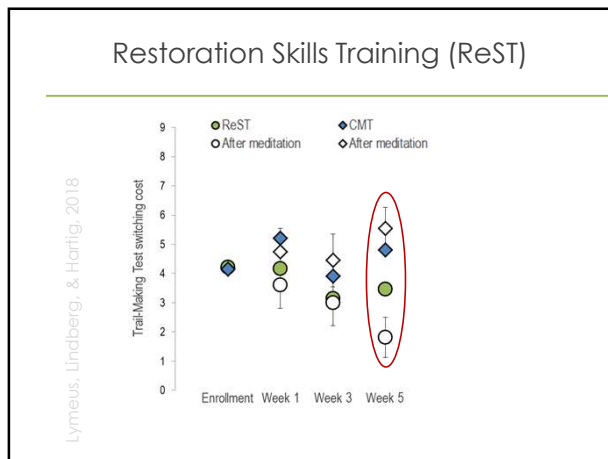 Restoration Skills Training (ReST)
Lymeus, Lindberg, & Hartig, 2018
Trail-Making Test switching cost
ReST CMT
After meditation After meditation
9
8
7
6
5
4
3
2
1
0
Enrollment Week 1 Week 3 Week 5